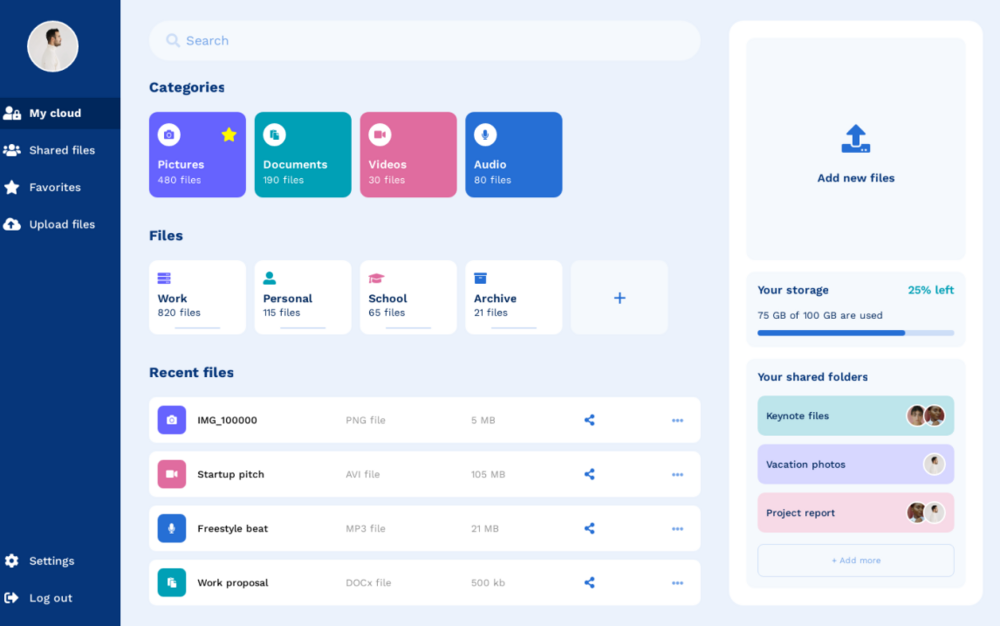 My cloud
Shared files
Favorites
Upload files
Settings
Log out
Search
Categories
Pictures
480 files
Documents
190 files
Videos
30 files
Audio
80 files
Files
Work
820 files
Personal
115 files
School
65 files
Archive
21 files
+
Recent files
IMG_100000 PNG file 5 MB
Startup pitch AVI file 105 MB
Freestyle beat MP3 file 21 MB
Work proposal DOCx file 500 kb
Add new files
Your storage 25% left
75 GB of 100 GB are used
Your shared folders
Keynote files
Vacation photos
Project report
+ Add more